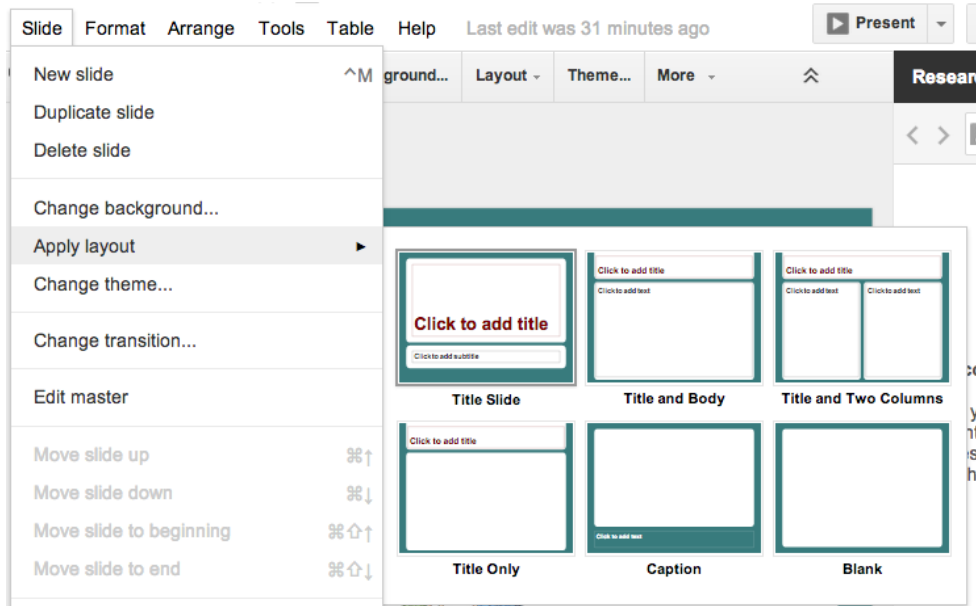 Slide Format Arrange Tools Table Help Last edit was 31 minutes ago Present
ground... Layout Theme... More Resear
New slide ^M
Duplicate slide
Delete slide
Change background...
Apply layout ►
Change theme...
Change transition...
Edit master
Move slide up ⌘↑
Move slide down ⌘↓
Move slide to beginning ⌘⇧↑
Move slide to end ⌘⇧↓
Click to add title
Click to add subtitle
Title Slide
Click to add title
Click to add text
Title and Body
Click to add title
Click to add text Click to add text
Title and Two Columns
Click to add title
Title Only
Click to add text
Caption
Blank